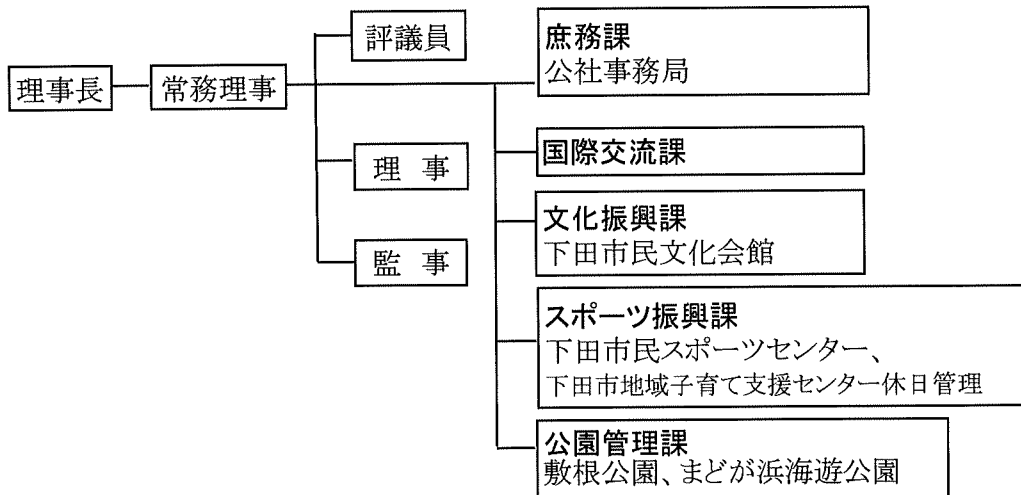 理事長
常務理事
評議員
理 事
監 事
庶務課
公社事務局
国際交流課
文化振興課
下田市民文化会館
スポーツ振興課
下田市民スポーツセンター、
下田市地域子育て支援センター休日管理
公園管理課
敷根公園、まどが浜海遊公園